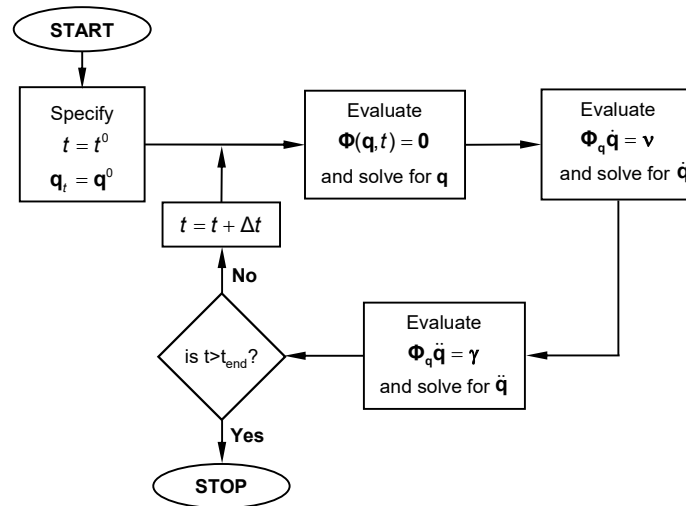 START
Specify
t = t⁰
q_t = q⁰
Evaluate
Φ(q,t) = 0
and solve for q
Evaluate
Φ_q q̇ = ν
and solve for q̇
t = t + Δt
No
is t>t_end?
Evaluate
Φ_q q̈ = γ
and solve for q̈
Yes
STOP